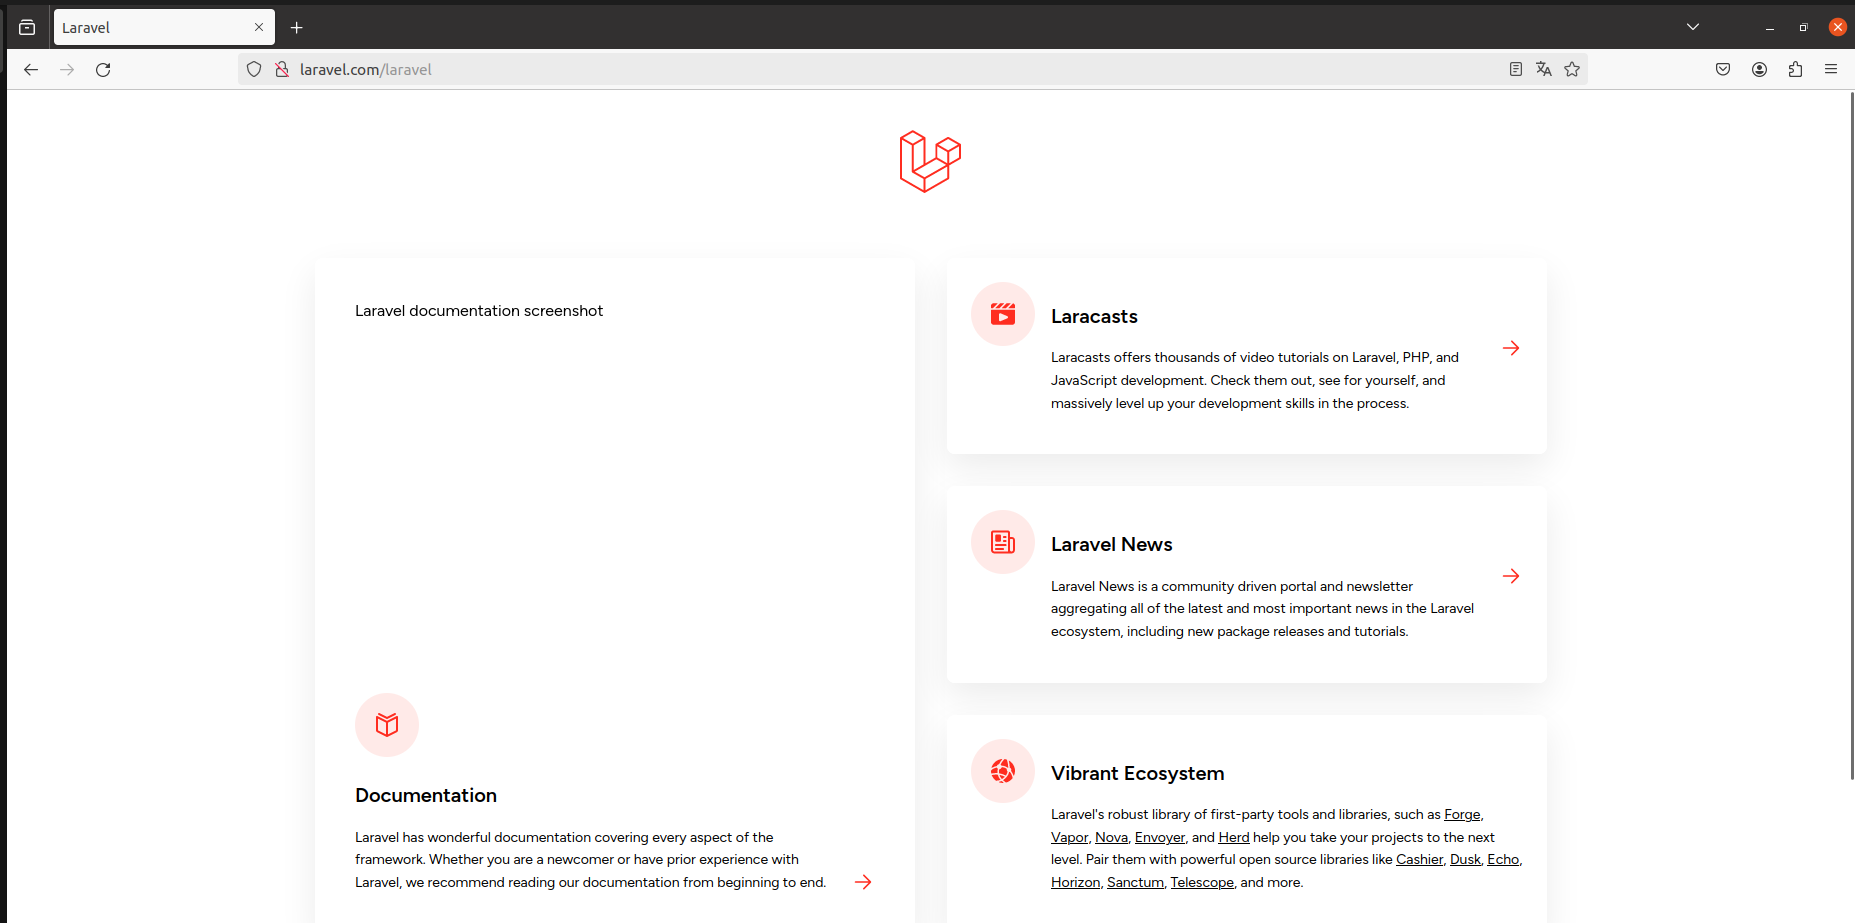 Laravel
laravel.com/laravel
Laravel documentation screenshot
Documentation
Laravel has wonderful documentation covering every aspect of the
framework. Whether you are a newcomer or have prior experience with
Laravel, we recommend reading our documentation from beginning to end.
Laracasts
Laracasts offers thousands of video tutorials on Laravel, PHP, and
JavaScript development. Check them out, see for yourself, and
massively level up your development skills in the process.
Laravel News
Laravel News is a community driven portal and newsletter
aggregating all of the latest and most important news in the Laravel
ecosystem, including new package releases and tutorials.
Vibrant Ecosystem
Laravel's robust library of first-party tools and libraries, such as Forge,
Vapor, Nova, Envoyer, and Herd help you take your projects to the next
level. Pair them with powerful open source libraries like Cashier, Dusk, Echo,
Horizon, Sanctum, Telescope, and more.